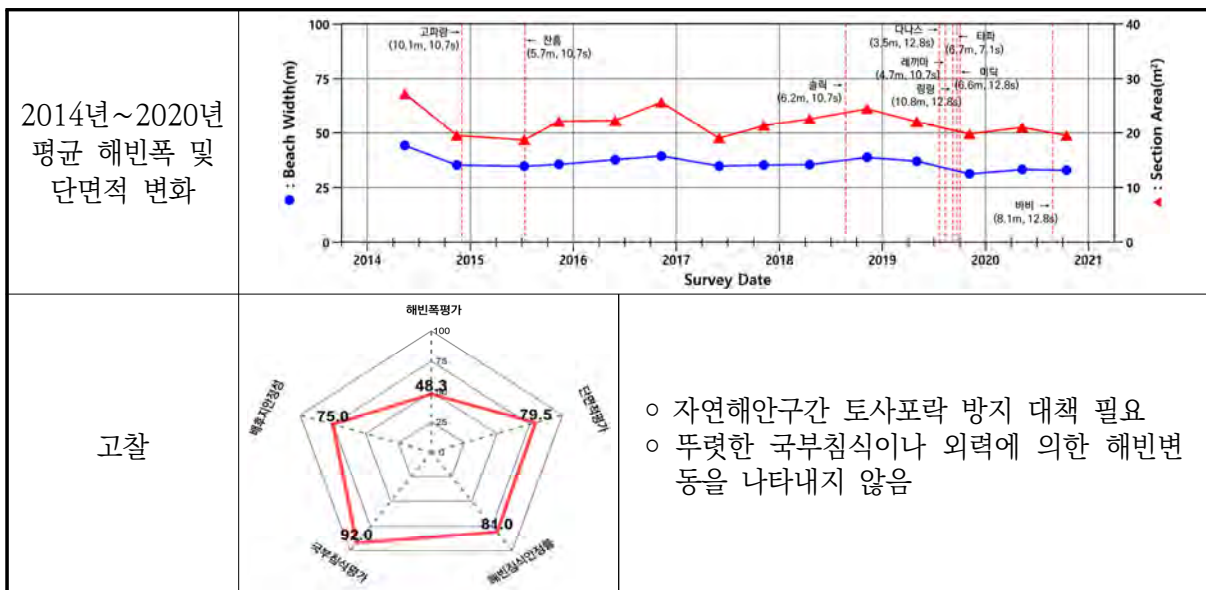 2014년~2020년
평균 해빈폭 및
단면적 변화
● : Beach Width(m)
100
75
50
25
0
▲ : Section Area(m²)
40
30
20
10
0
고파람→
(10.1m, 10.7s)
←찬홈
(5.7m, 10.7s)
솔릭→
(6.2m, 10.7s)
다나스→
(3.5m, 12.8s)
레끼마→
(4.7m, 10.7s)
링링→
(10.8m, 12.8s)
←타파
(6.7m, 7.1s)
←미탁
(6.6m, 12.8s)
바비→
(8.1m, 12.8s)
2014 2015 2016 2017 2018 2019 2020 2021
Survey Date
고찰
해빈폭평가
100
75
25
0
48.3
단면적평가
79.5
해빈침식안정률
81.0
국부침식평가
92.0
배후지안정성
75.0
○ 자연해안구간 토사포락 방지 대책 필요
○ 뚜렷한 국부침식이나 외력에 의한 해빈변
동을 나타내지 않음